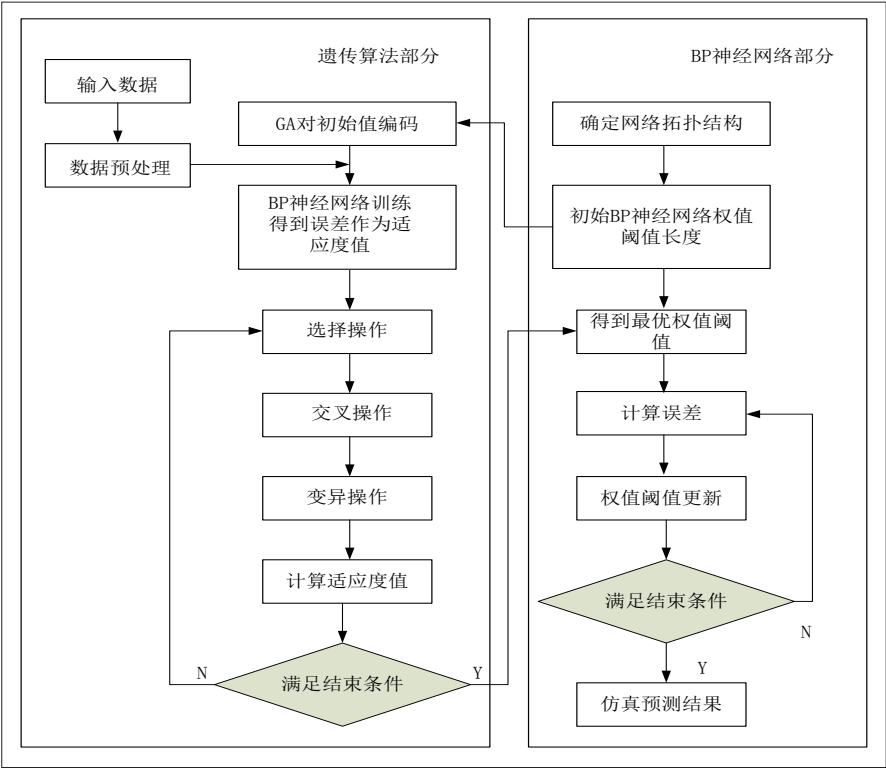 遗传算法部分
输入数据
数据预处理
GA对初始值编码
BP神经网络训练
得到误差作为适
应度值
选择操作
交叉操作
变异操作
计算适应度值
满足结束条件
N
Y
BP神经网络部分
确定网络拓扑结构
初始BP神经网络权值
阈值长度
得到最优权值阈
值
计算误差
权值阈值更新
满足结束条件
N
Y
仿真预测结果